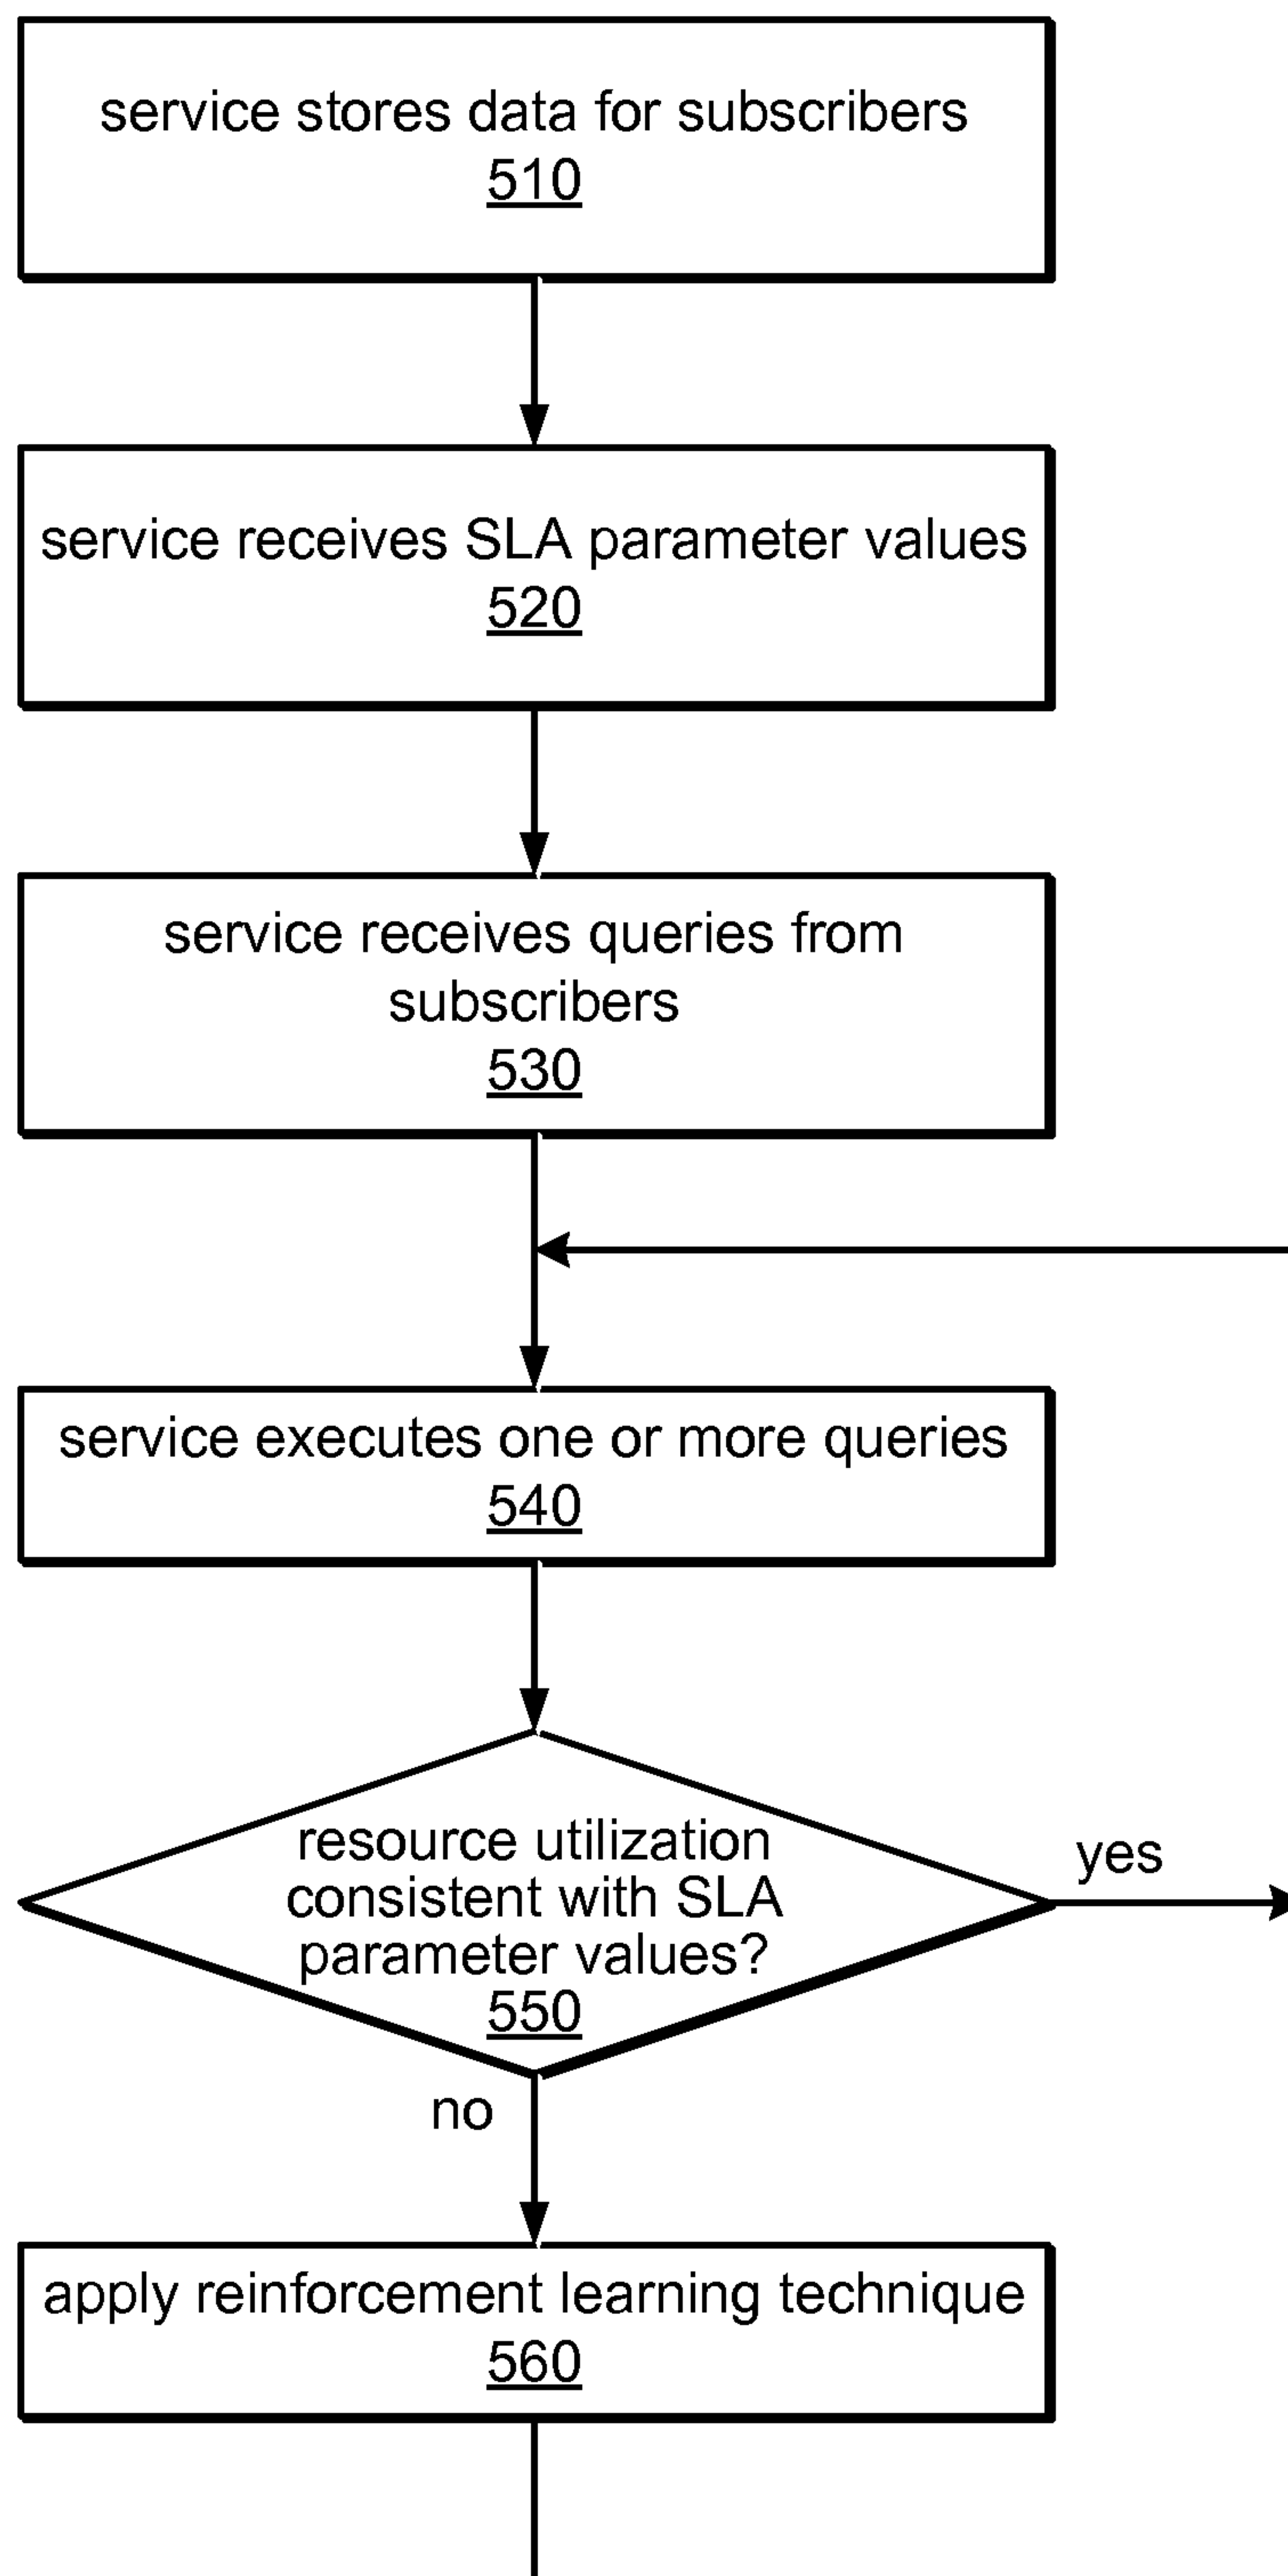 service stores data for subscribers
510
service receives SLA parameter values
520
service receives queries from
subscribers
530
service executes one or more queries
540
resource utilization
consistent with SLA
parameter values?
550
yes
no
apply reinforcement learning technique
560